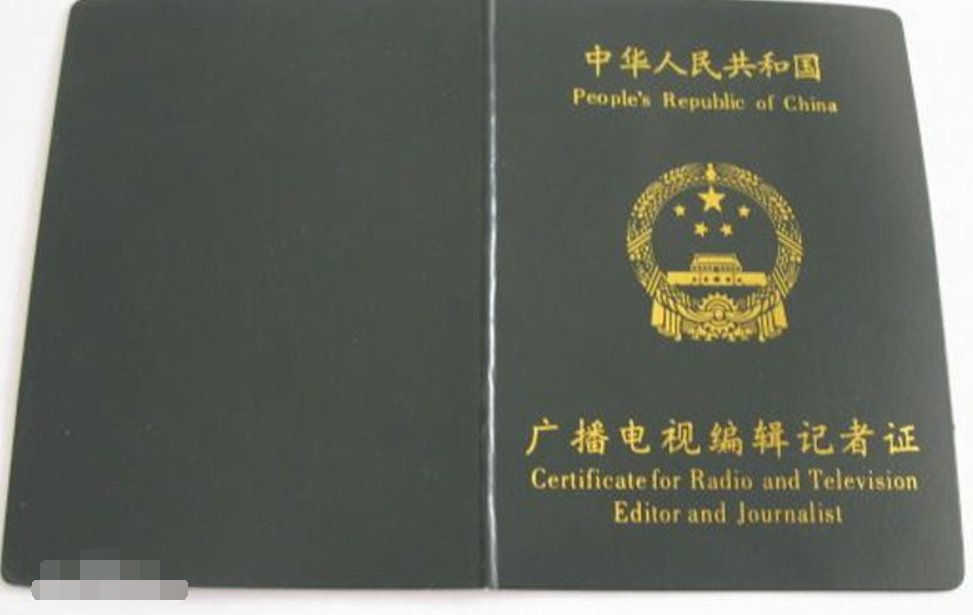 中华人民共和国
People's Republic of China
广播电视编辑记者证
Certificate for Radio and Television
Editor and Journalist